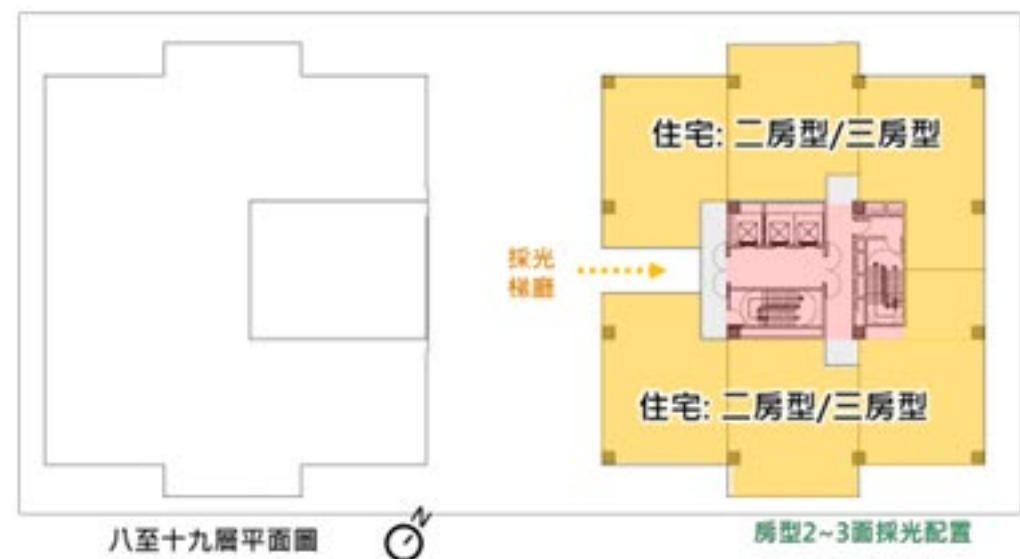 住宅: 二房型/三房型
採光
梯廳
住宅: 二房型/三房型
八至十九層平面圖
N
房型2~3面採光配置